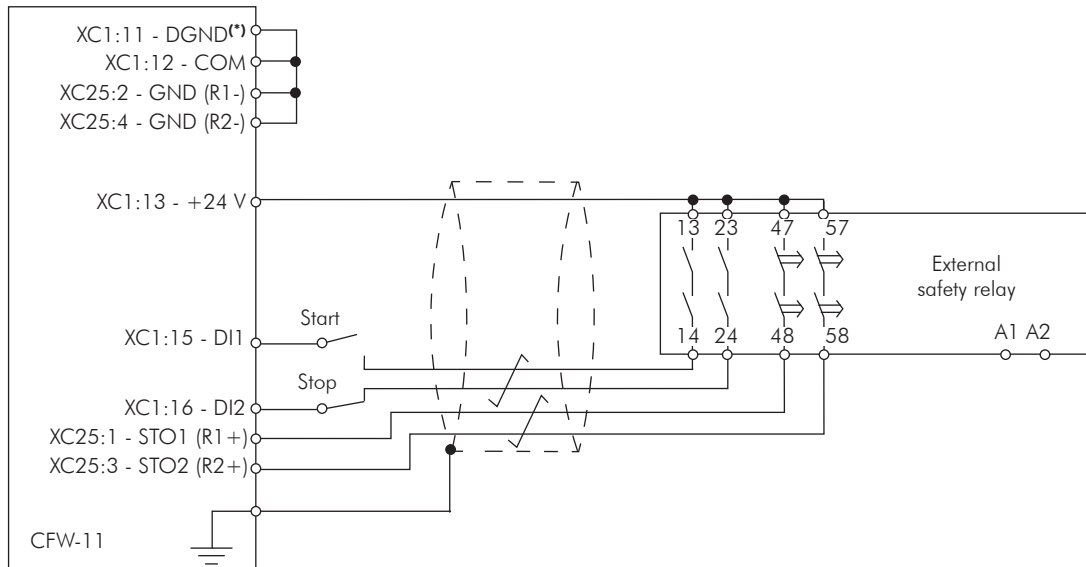 XC1:11 - DGND(*)
XC1:12 - COM
XC25:2 - GND (R1-)
XC25:4 - GND (R2-)
XC1:13 - +24 V
13 23 47 57
External
safety relay
Start
XC1:15 - DI1
14 24 48 58
A1 A2
Stop
XC1:16 - DI2
XC25:1 - STO1 (R1+)
XC25:3 - STO2 (R2+)
CFW-11